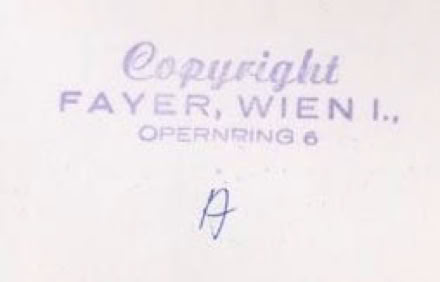 Copyright
FAYER, WIEN I.,
OPERNRING 6
A